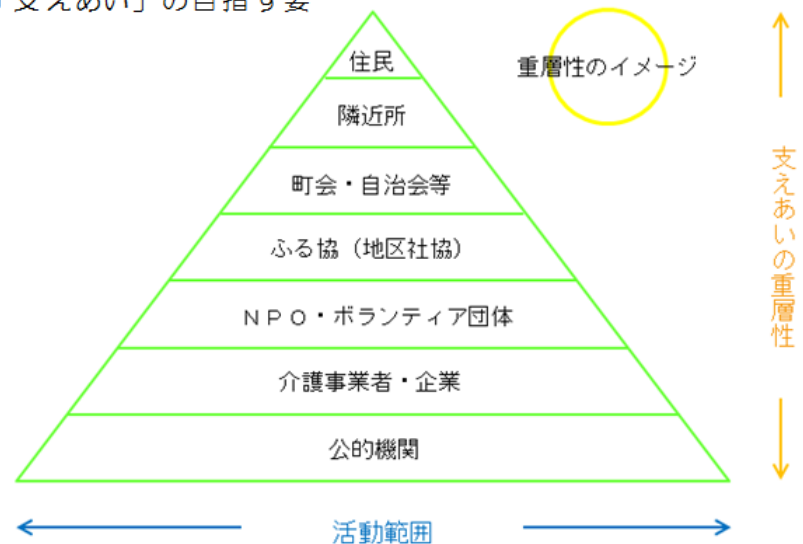 「支えあい」の目指す姿
住民
重層性のイメージ
隣近所
町会・自治会等
ふる協（地区社協）
ＮＰＯ・ボランティア団体
介護事業者・企業
公的機関
支えあいの重層性
活動範囲